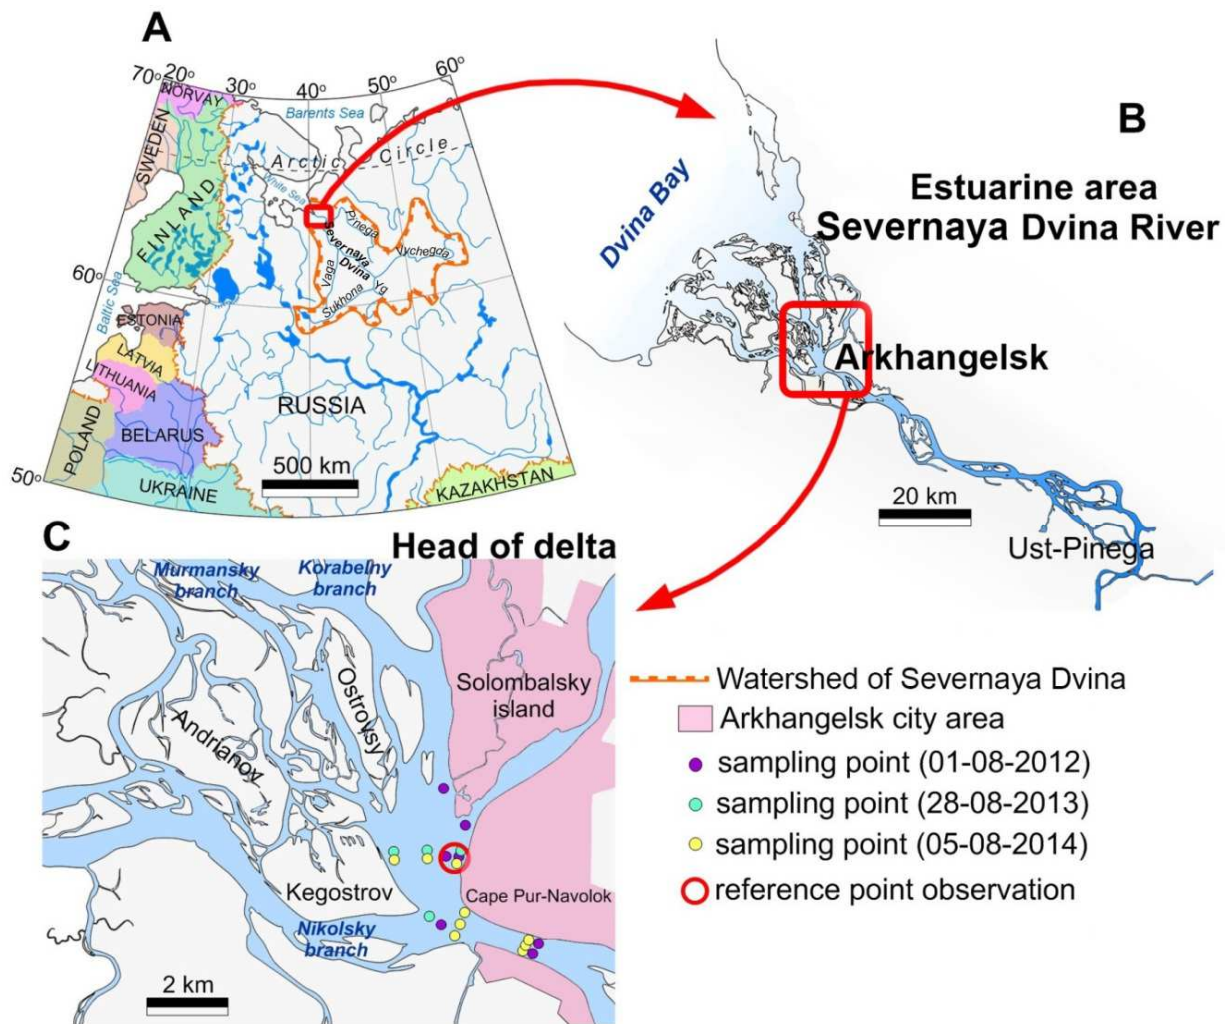 A
70°
20°
30°
40°
50°
60°
NORVAY
Barents Sea
SWEDEN
Arctic Circle
White Sea
FINLAND
Pinega
Severnaya
Dvina
Vychegda
Vaga
Yg
Sukhona
60°
Baltic Sea
ESTONIA
LATVIA
LITHUANIA
RUSSIA
POLAND
BELARUS
500 km
50°
UKRAINE
KAZAKHSTAN
B
Dvina Bay
Estuarine area
Severnaya Dvina River
Arkhangelsk
20 km
Ust-Pinega
C
Head of delta
Murmansky
branch
Korabelny
branch
Solombalsky
island
Ostrovsy
Andrianov
Kegostrov
Cape Pur-Navolok
Nikolsky
branch
2 km
Watershed of Severnaya Dvina
Arkhangelsk city area
sampling point (01-08-2012)
sampling point (28-08-2013)
sampling point (05-08-2014)
reference point observation